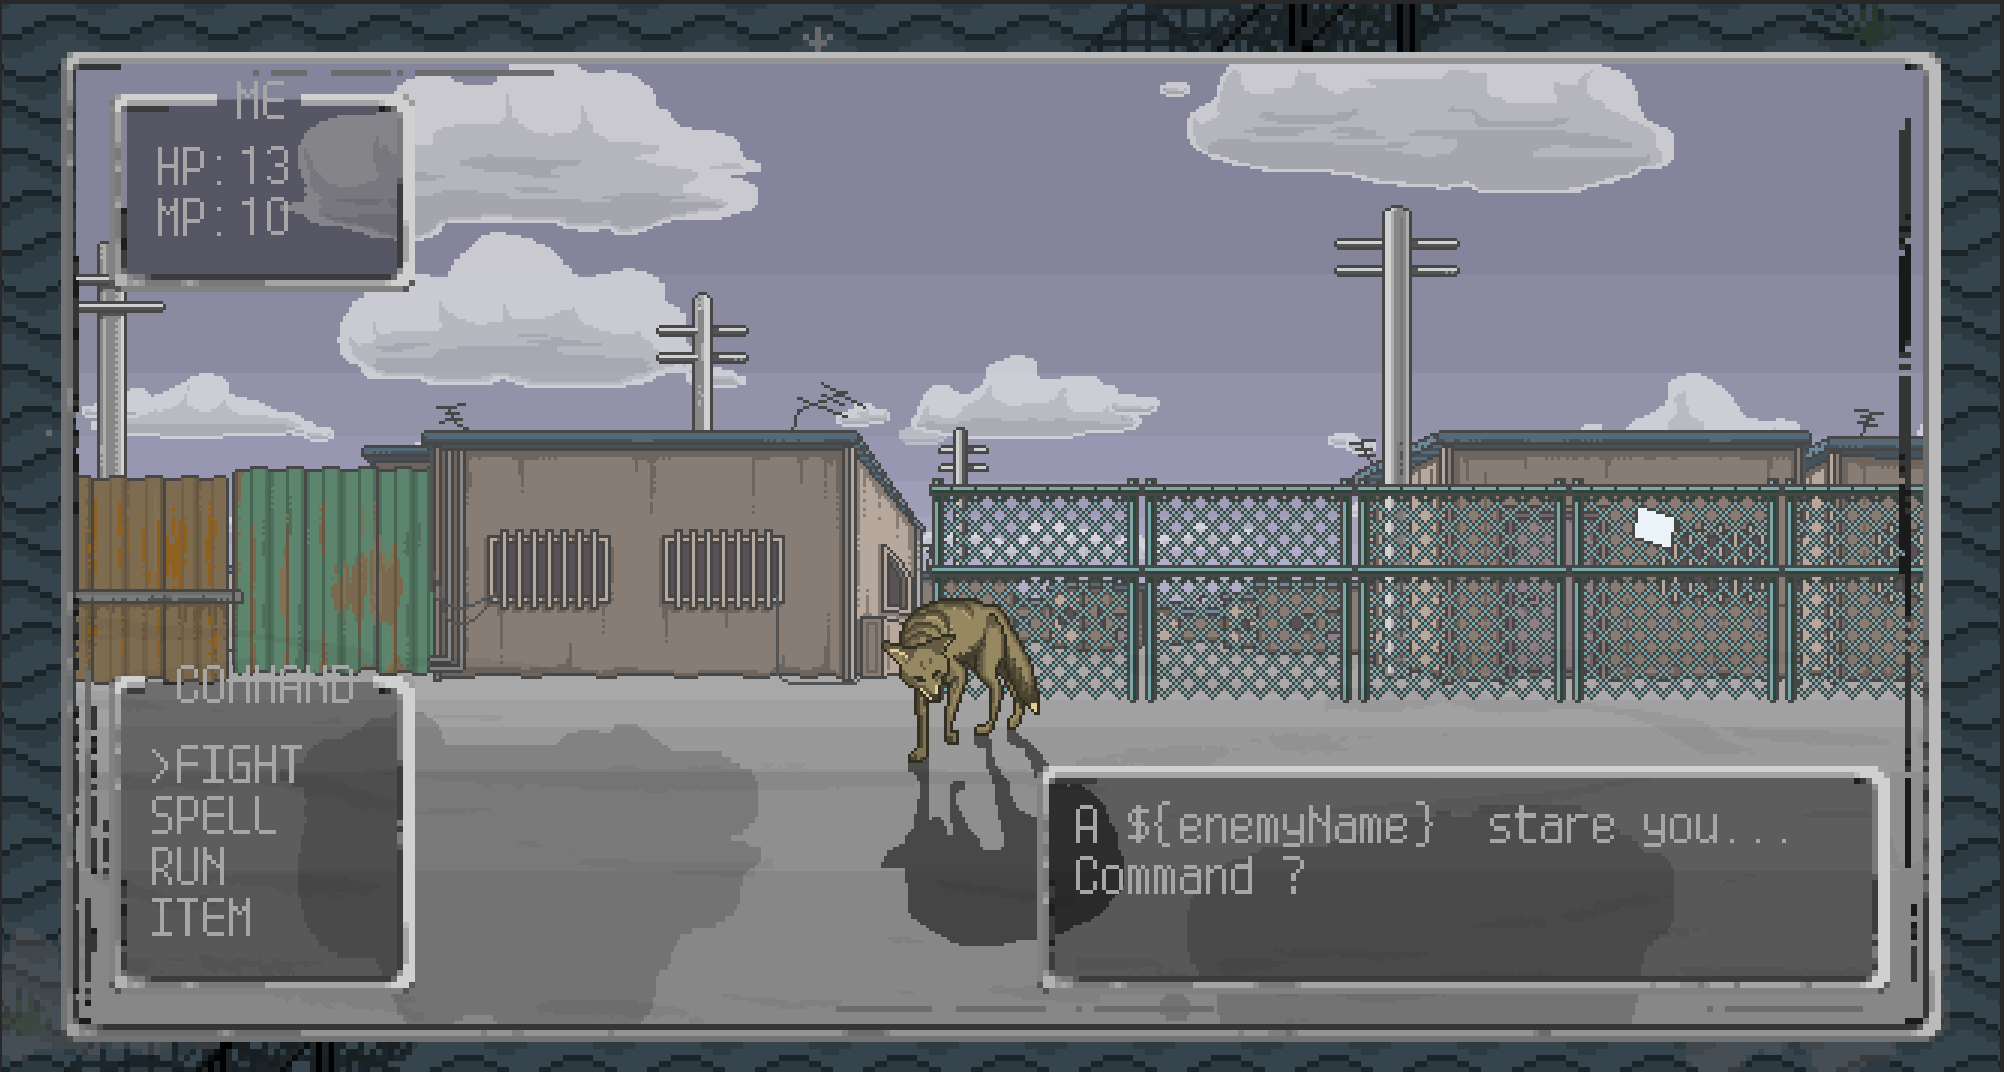 ME
HP:13
MP:10
COMMAND
>FIGHT
SPELL
RUN
ITEM
A ${enemyName}  stare you...
Command ?